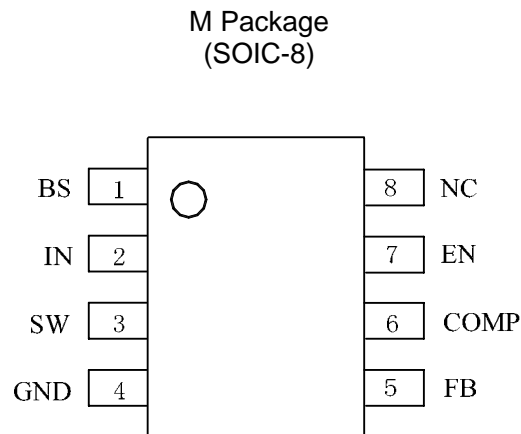 M Package
(SOIC-8)
BS 1 8 NC
IN 2 7 EN
SW 3 6 COMP
GND 4 5 FB